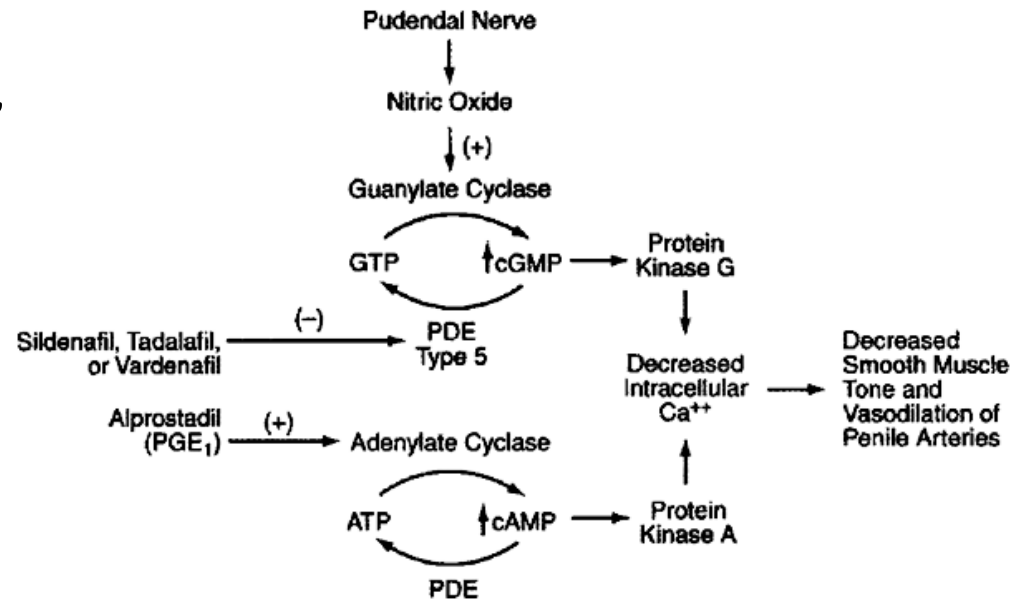 Pudendal Nerve
Nitric Oxide
(+)
Guanylate Cyclase
GTP
↑cGMP
Protein
Kinase G
(−)
Sildenafil, Tadalafil,
or Vardenafil
PDE
Type 5
Decreased
Intracellular
Ca++
Decreased
Smooth Muscle
Tone and
Vasodilation of
Penile Arteries
Alprostadil
(PGE1)
(+)
Adenylate Cyclase
ATP
↑cAMP
Protein
Kinase A
PDE